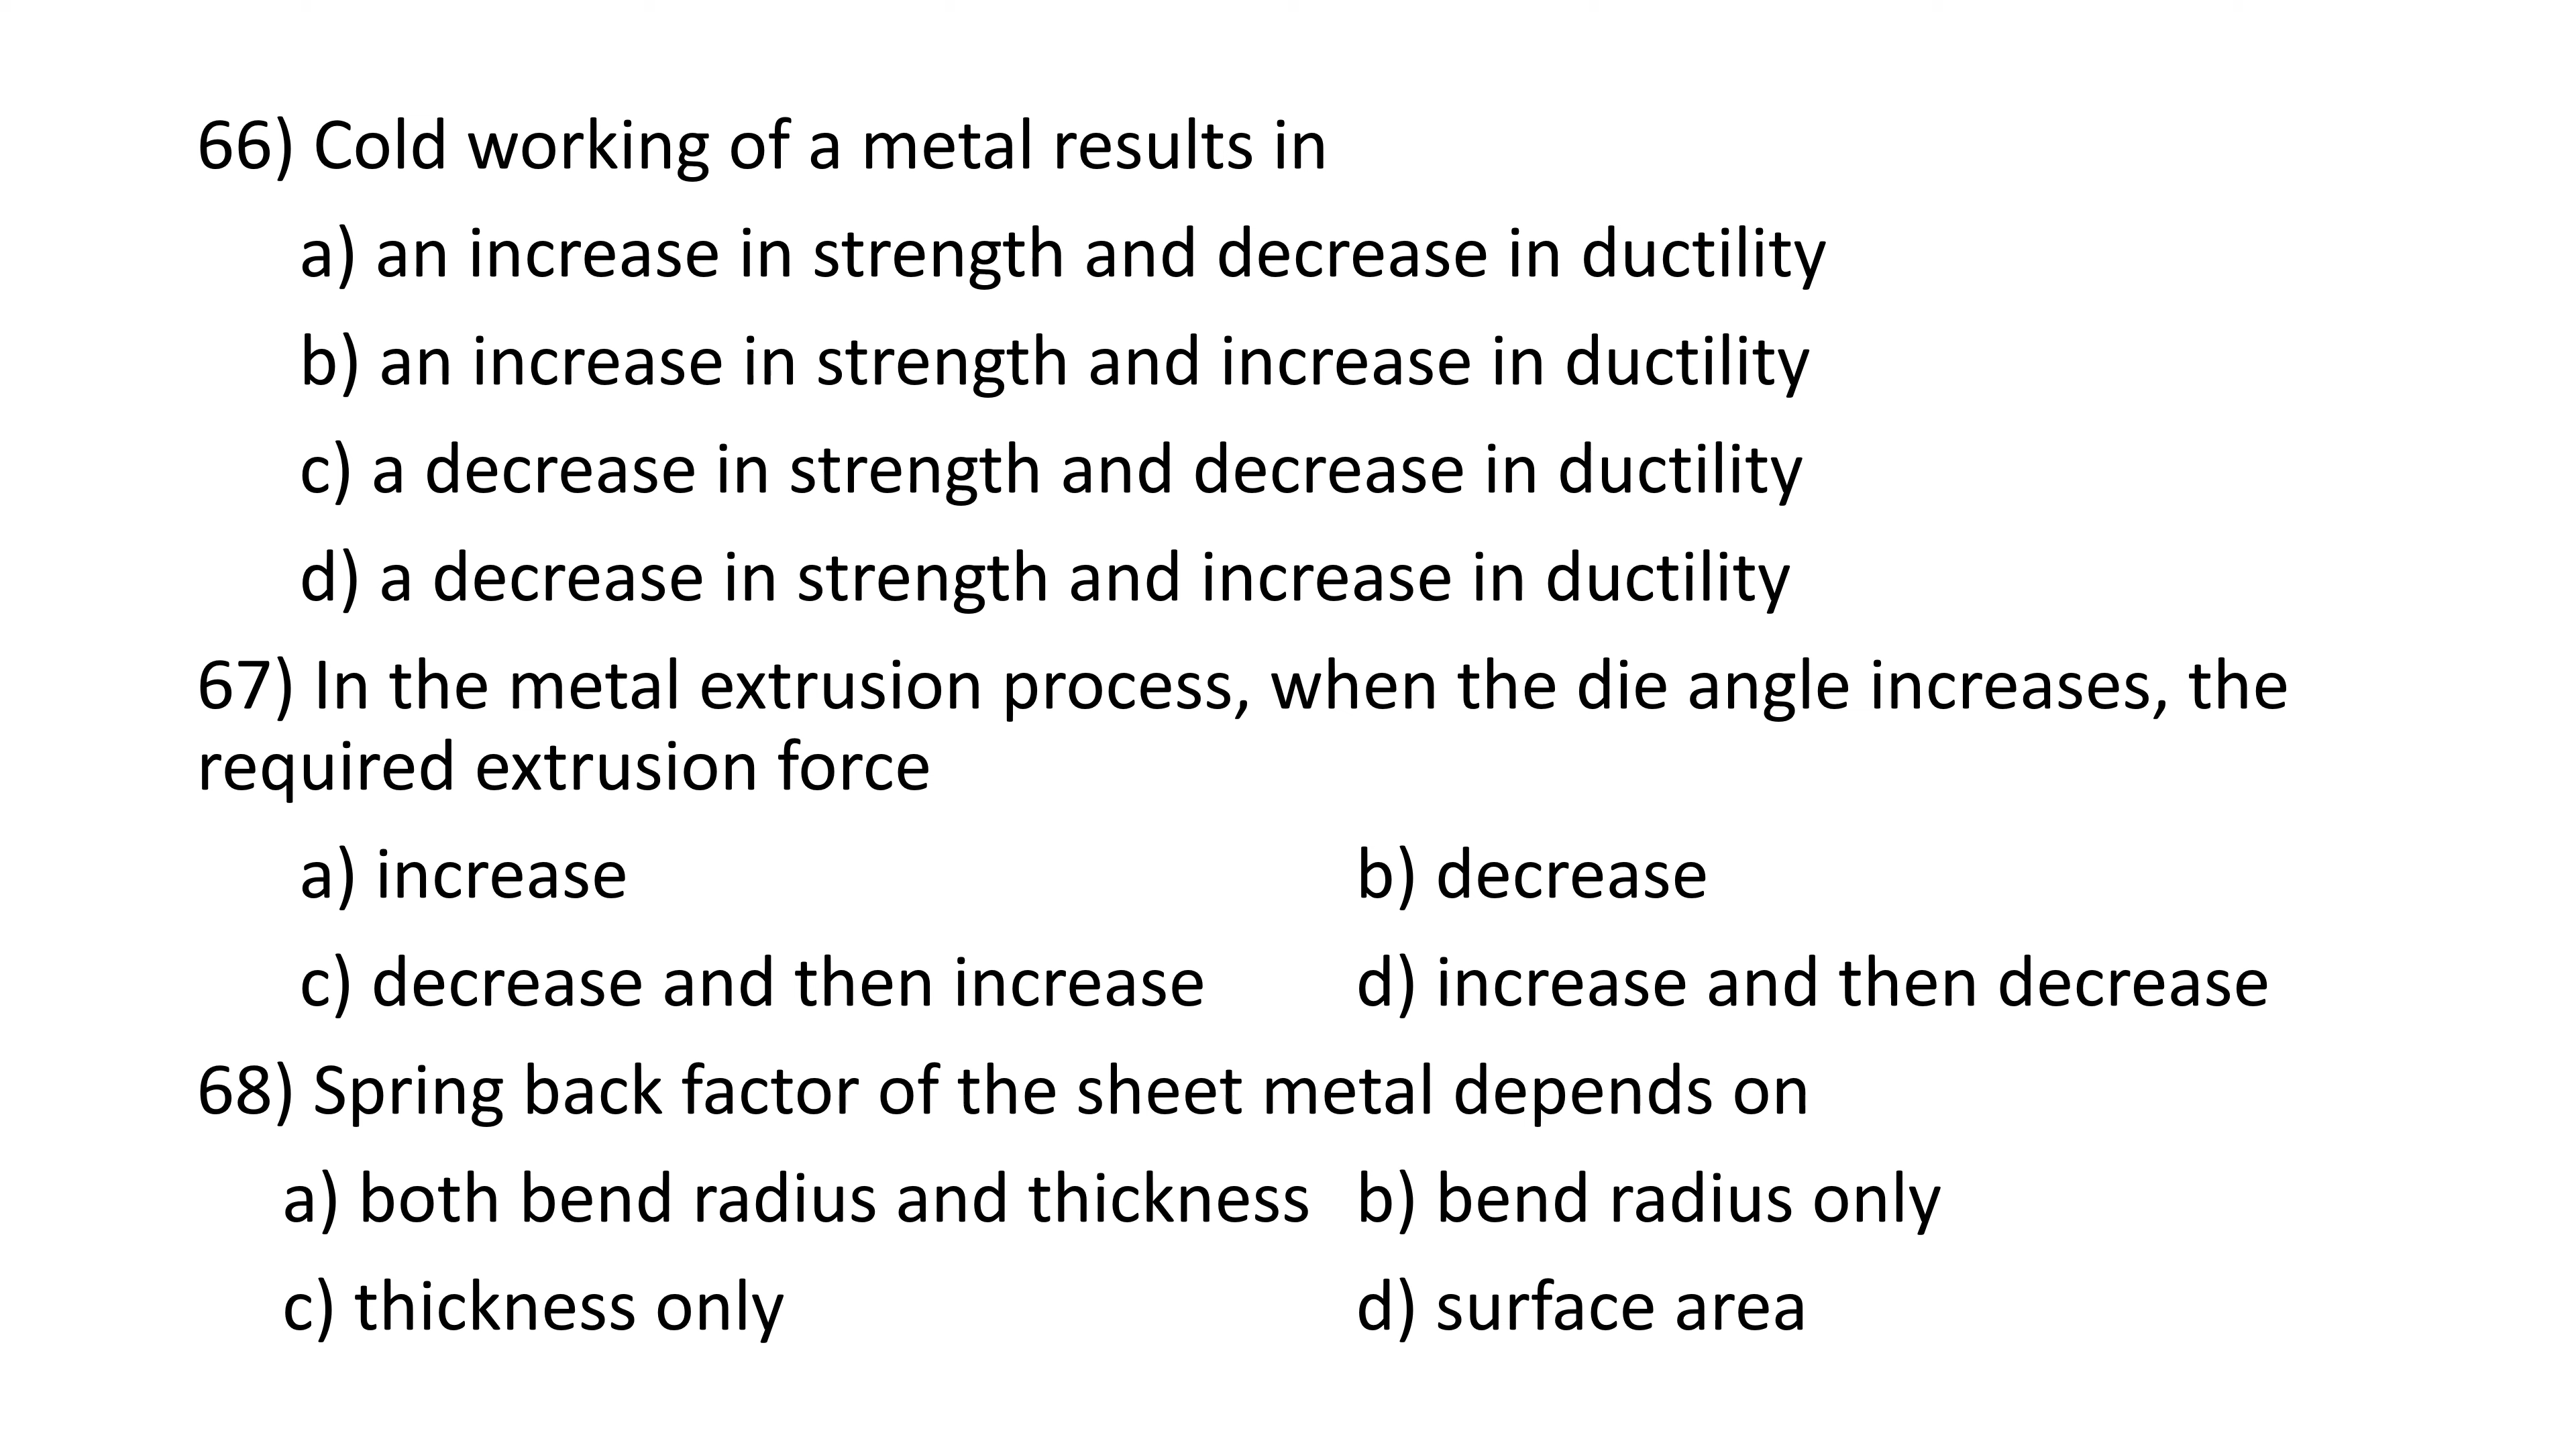 66) Cold working of a metal results in
a) an increase in strength and decrease in ductility
b) an increase in strength and increase in ductility
c) a decrease in strength and decrease in ductility
d) a decrease in strength and increase in ductility
67) In the metal extrusion process, when the die angle increases, the
required extrusion force
a) increase b) decrease
c) decrease and then increase d) increase and then decrease
68) Spring back factor of the sheet metal depends on
a) both bend radius and thickness b) bend radius only
c) thickness only d) surface area